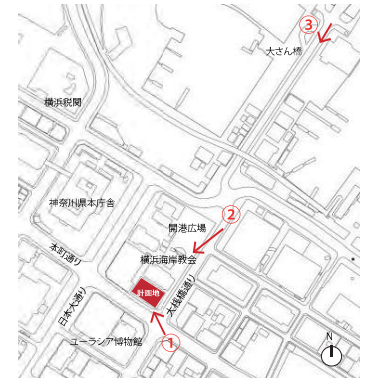 ③
大さん橋
横浜税関
神奈川県本庁舎
開港広場
②
本町通り
横浜海岸教会
計画地
大桟橋通り
日本大通り
①
ユーラシア博物館
N